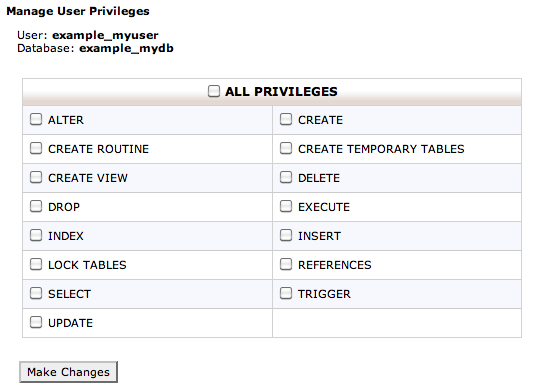 Manage User Privileges
User: example_myuser
Database: example_mydb
ALL PRIVILEGES
ALTER CREATE
CREATE ROUTINE CREATE TEMPORARY TABLES
CREATE VIEW DELETE
DROP EXECUTE
INDEX INSERT
LOCK TABLES REFERENCES
SELECT TRIGGER
UPDATE
Make Changes